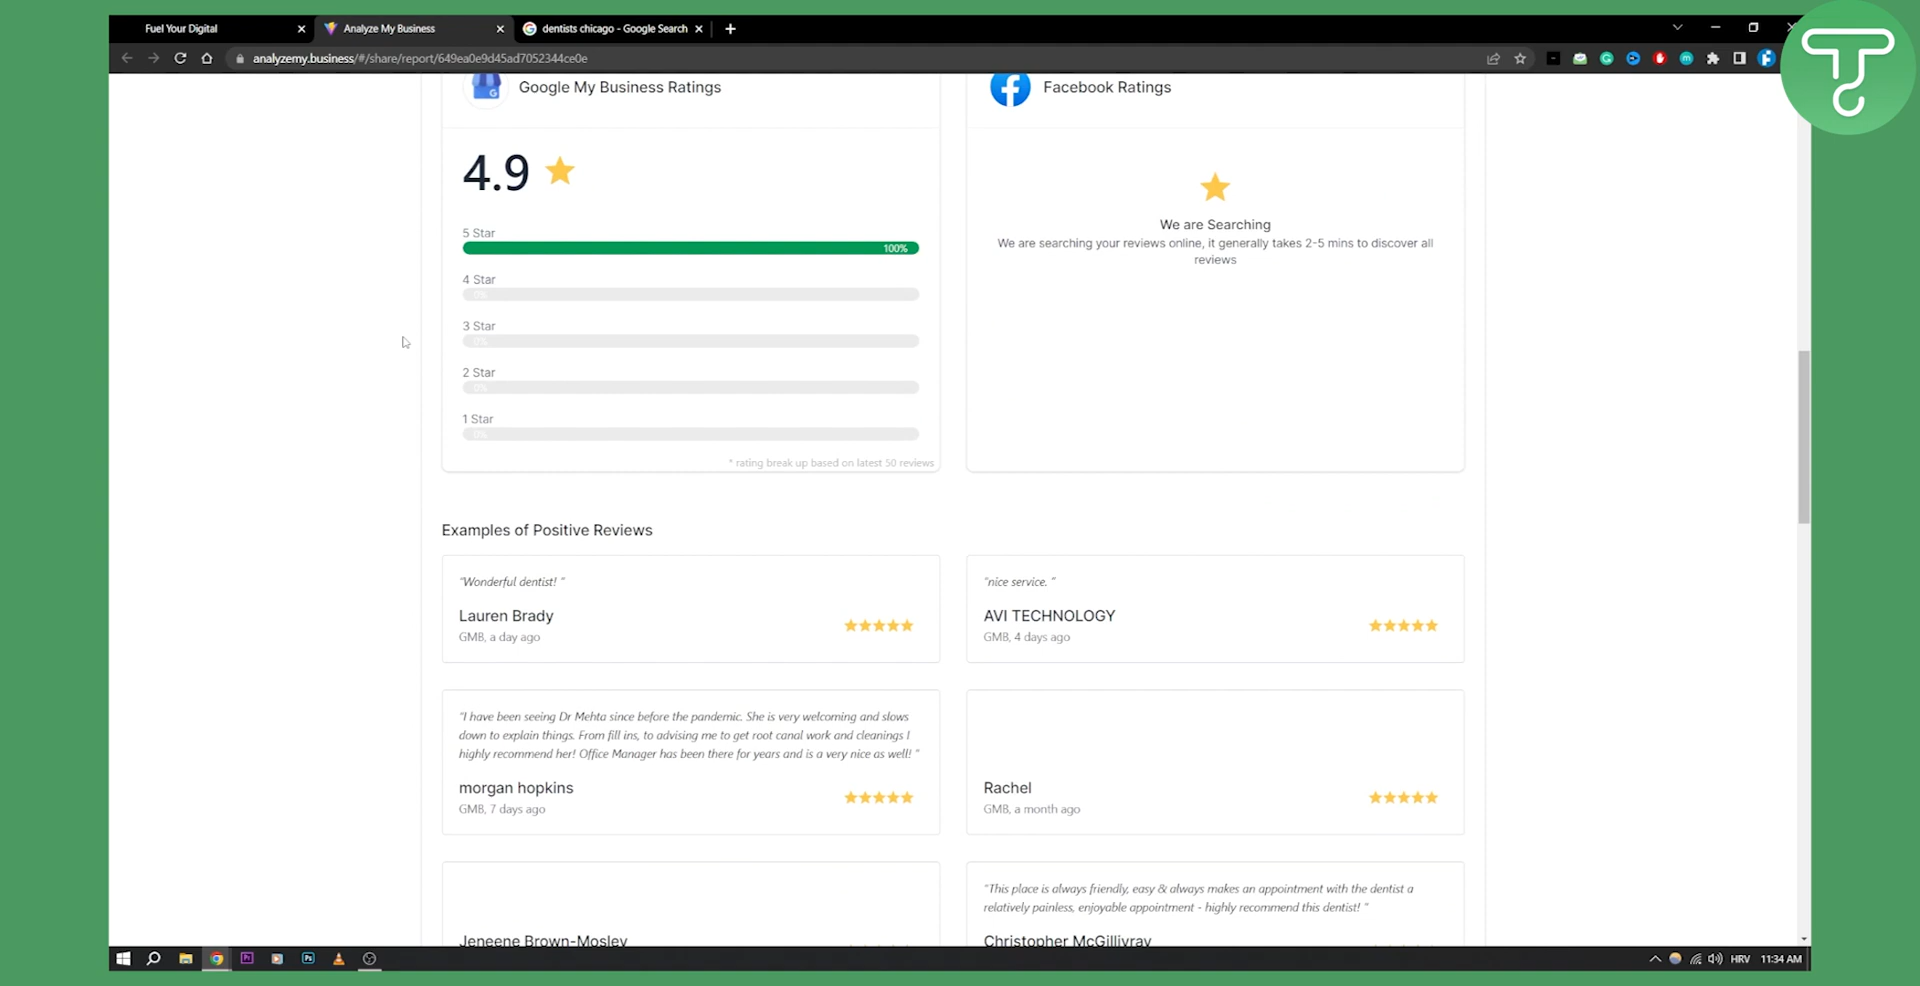 Fuel Your Digital
Analyze My Business
dentists chicago - Google Search
analyzemy.business/#/share/report/649ea0e9d45ad7052344ce0e
Google My Business Ratings
Facebook Ratings
4.9
5 Star
100%
4 Star
0%
3 Star
0%
2 Star
0%
1 Star
0%
* rating break up based on latest 50 reviews
We are Searching
We are searching your reviews online, it generally takes 2-5 mins to discover all
reviews
Examples of Positive Reviews
"Wonderful dentist! "
Lauren Brady
GMB, a day ago
"nice service. "
AVI TECHNOLOGY
GMB, 4 days ago
"I have been seeing Dr Mehta since before the pandemic. She is very welcoming and slows
down to explain things. From fill ins, to advising me to get root canal work and cleanings I
highly recommend her! Office Manager has been there for years and is a very nice as well! "
morgan hopkins
GMB, 7 days ago
Rachel
GMB, a month ago
Jeneene Brown-Mosley
"This place is always friendly, easy & always makes an appointment with the dentist a
relatively painless, enjoyable appointment - highly recommend this dentist! "
Christopher McGillivray
HRV
11:34 AM